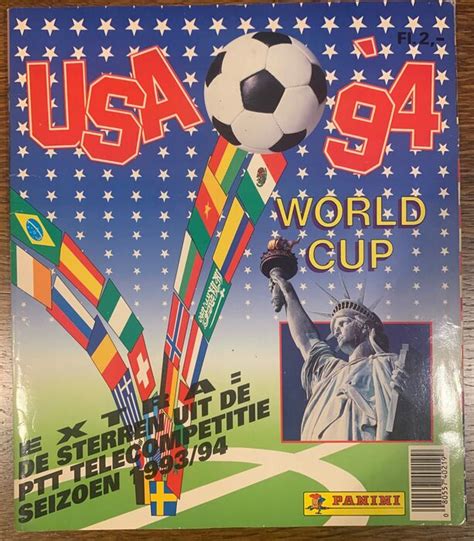 USA '94
Fl. 2,-
WORLD
CUP
EXTRA:
DE STERREN UIT DE
PTT TELECOMPETITIE
SEIZOEN 1993/94
PANINI